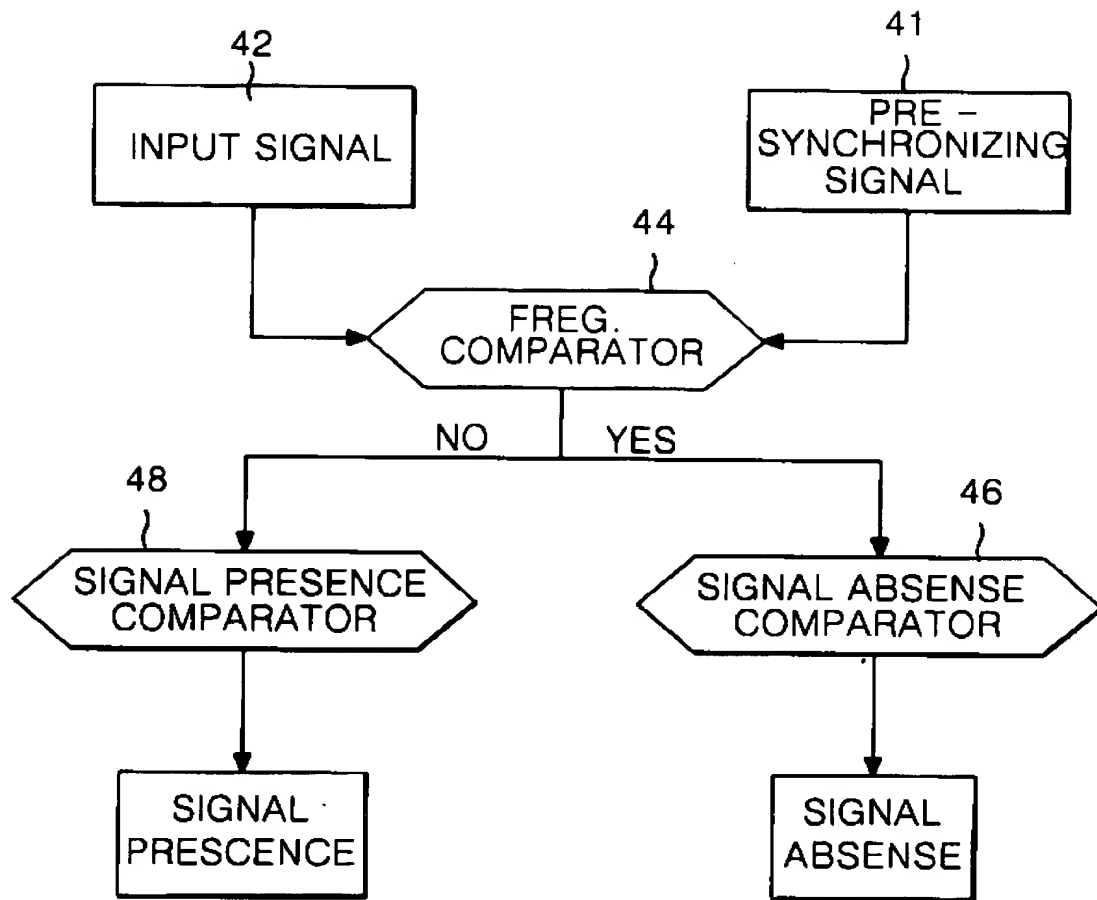 42
INPUT SIGNAL
41
PRE -
SYNCHRONIZING
SIGNAL
44
FREG.
COMPARATOR
NO YES
48
SIGNAL PRESENCE
COMPARATOR
46
SIGNAL ABSENSE
COMPARATOR
SIGNAL
PRESCENCE
SIGNAL
ABSENSE